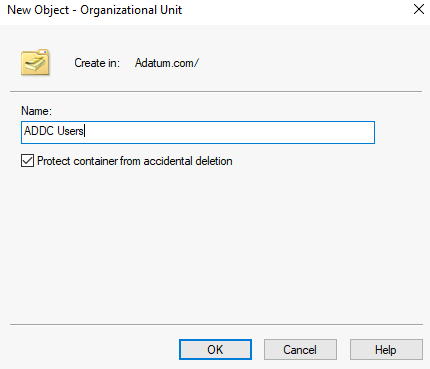 New Object - Organizational Unit
Create in: Adatum.com/
Name:
ADDC Users
Protect container from accidental deletion
OK Cancel Help